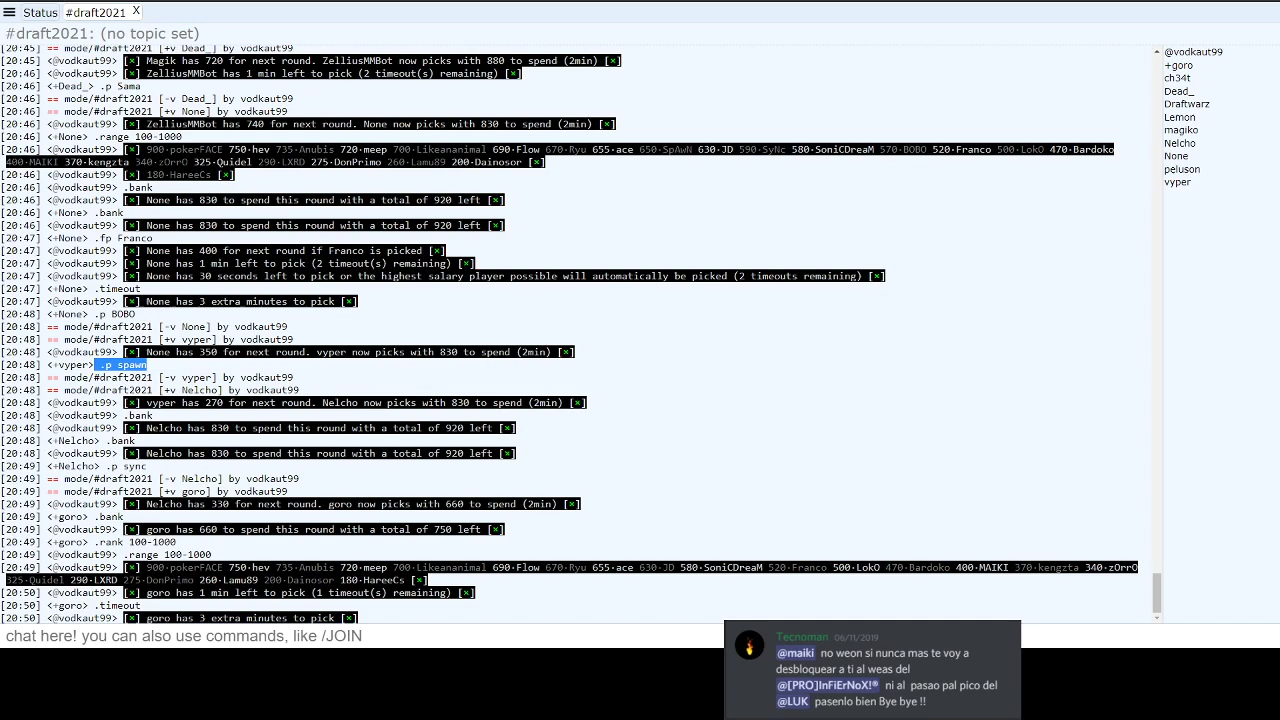 Status #draft2021 X
#draft2021: (no topic set)
[20:45] == mode/#draft2021 [+v Dead_] by vodkaut99
[20:45] <@vodkaut99> [×] Magik has 720 for next round. ZelliusMMBot now picks with 880 to spend (2min) [×]
[20:46] <@vodkaut99> [×] ZelliusMMBot has 1 min left to pick (2 timeout(s) remaining) [×]
[20:46] <+Dead_> .p Sama
[20:46] == mode/#draft2021 [-v Dead_] by vodkaut99
[20:46] == mode/#draft2021 [+v None] by vodkaut99
[20:46] <@vodkaut99> [×] ZelliusMMBot has 740 for next round. None now picks with 830 to spend (2min) [×]
[20:46] <+None> .range 100-1000
[20:46] <@vodkaut99> [×] 900·pokerFACE 750·hev 735·Anubis 720·meep 700·Likeananimal 690·Flow 670·Ryu 655·ace 650·SpAwN 630·JD 590·SyNc 580·SoniCDreaM 570·BOBO 520·Franco 500·LokO 470·Bardoko
400·MAIKI 370·kengzta 340·zOrrO 325·Quidel 290·LXRD 275·DonPrimo 260·Lamu89 200·Dainosor [×]
[20:46] <@vodkaut99> [×] 180·HareeCs [×]
[20:46] <@vodkaut99> .bank
[20:46] <@vodkaut99> [×] None has 830 to spend this round with a total of 920 left [×]
[20:46] <+None> .bank
[20:46] <@vodkaut99> [×] None has 830 to spend this round with a total of 920 left [×]
[20:47] <+None> .fp Franco
[20:47] <@vodkaut99> [×] None has 400 for next round if Franco is picked [×]
[20:47] <@vodkaut99> [×] None has 1 min left to pick (2 timeout(s) remaining) [×]
[20:47] <@vodkaut99> [×] None has 30 seconds left to pick or the highest salary player possible will automatically be picked (2 timeouts remaining) [×]
[20:47] <+None> .timeout
[20:47] <@vodkaut99> [×] None has 3 extra minutes to pick [×]
[20:48] <+None> .p BOBO
[20:48] == mode/#draft2021 [-v None] by vodkaut99
[20:48] == mode/#draft2021 [+v vyper] by vodkaut99
[20:48] <@vodkaut99> [×] None has 350 for next round. vyper now picks with 830 to spend (2min) [×]
[20:48] <+vyper> .p spawn
[20:48] == mode/#draft2021 [-v vyper] by vodkaut99
[20:48] == mode/#draft2021 [+v Nelcho] by vodkaut99
[20:48] <@vodkaut99> [×] vyper has 270 for next round. Nelcho now picks with 830 to spend (2min) [×]
[20:48] <@vodkaut99> .bank
[20:48] <@vodkaut99> [×] Nelcho has 830 to spend this round with a total of 920 left [×]
[20:48] <+Nelcho> .bank
[20:48] <@vodkaut99> [×] Nelcho has 830 to spend this round with a total of 920 left [×]
[20:49] <+Nelcho> .p sync
[20:49] == mode/#draft2021 [-v Nelcho] by vodkaut99
[20:49] == mode/#draft2021 [+v goro] by vodkaut99
[20:49] <@vodkaut99> [×] Nelcho has 330 for next round. goro now picks with 660 to spend (2min) [×]
[20:49] <+goro> .bank
[20:49] <@vodkaut99> [×] goro has 660 to spend this round with a total of 750 left [×]
[20:49] <+goro> .rank 100-1000
[20:49] <@vodkaut99> .range 100-1000
[20:49] <@vodkaut99> [×] 900·pokerFACE 750·hev 735·Anubis 720·meep 700·Likeananimal 690·Flow 670·Ryu 655·ace 630·JD 580·SoniCDreaM 520·Franco 500·LokO 470·Bardoko 400·MAIKI 370·kengzta 340·zOrrO
325·Quidel 290·LXRD 275·DonPrimo 260·Lamu89 200·Dainosor 180·HareeCs [×]
[20:50] <@vodkaut99> [×] goro has 1 min left to pick (1 timeout(s) remaining) [×]
[20:50] <+goro> .timeout
[20:50] <@vodkaut99> [×] goro has 3 extra minutes to pick [×]
chat here! you can also use commands, like /JOIN
@vodkaut99
+goro
ch34t
Dead_
Draftwarz
Lemon
magiko
Nelcho
None
peluson
vyper
Tecnoman 06/11/2019
@maiki no weon si nunca mas te voy a
desbloquear a ti al weas del
@[PRO]InFiErNoX!® ni al pasao pal pico del
@LUK pasenlo bien Bye bye !!